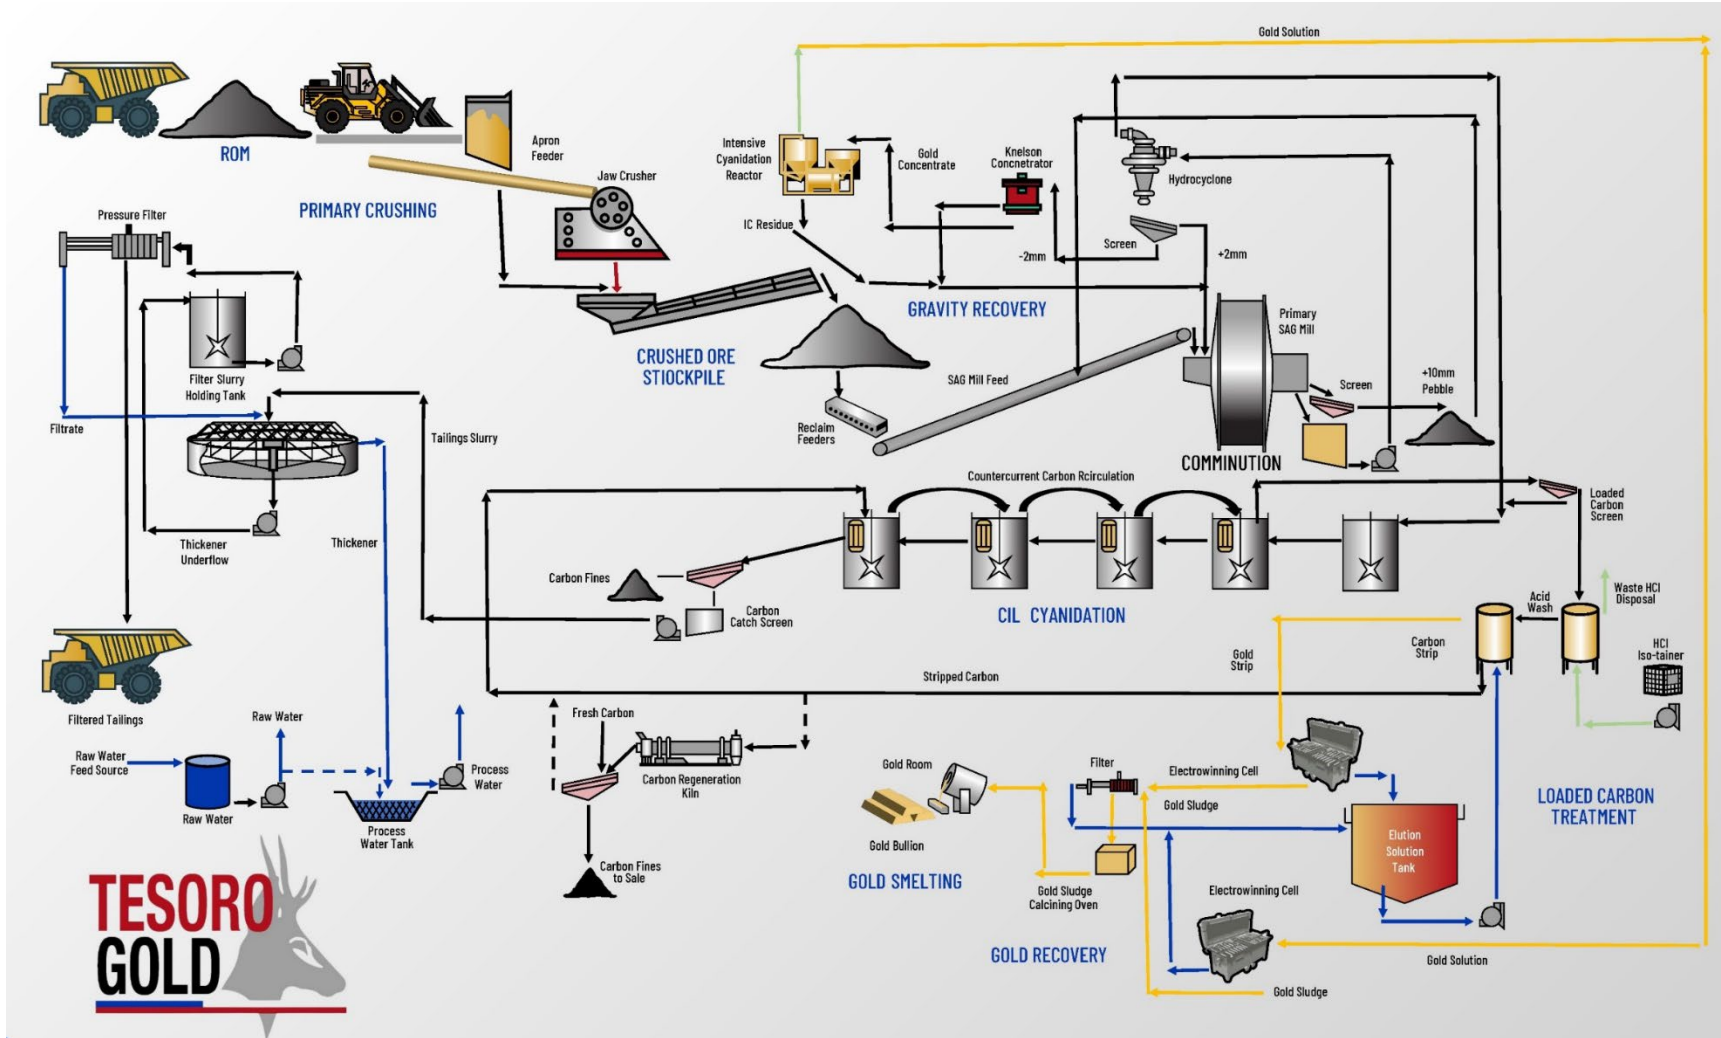 Gold Solution
ROM
Apron
Feeder
Jaw Crusher
PRIMARY CRUSHING
Intensive
Cyanidation
Reactor
Gold
Concentrate
Knelson
Concnetrator
Hydrocyclone
IC Residue
Screen
-2mm
+2mm
GRAVITY RECOVERY
Pressure Filter
Filter Slurry
Holding Tank
Filtrate
CRUSHED ORE
STIOCKPILE
SAG Mill Feed
Primary
SAG Mill
Screen
+10mm
Pebble
Reclaim
Feeders
COMMINUTION
Tailings Slurry
Thickener
Underflow
Thickener
Countercurrent Carbon Rcirculation
Loaded
Carbon
Screen
Carbon Fines
Carbon
Catch Screen
CIL CYANIDATION
Acid
Wash
Waste HCl
Disposal
Carbon
Strip
Gold
Strip
HCl
Iso-tainer
Stripped Carbon
Filtered Tailings
Raw Water
Raw Water
Feed Source
Raw Water
Process
Water
Process
Water Tank
Fresh Carbon
Carbon Regeneration
Kiln
Carbon Fines
to Sale
Gold Room
Gold Bullion
GOLD SMELTING
Filter
Electrowinning Cell
Gold Sludge
Gold Sludge
Calcining Oven
Elution
Solution
Tank
LOADED CARBON
TREATMENT
Electrowinning Cell
GOLD RECOVERY
Gold Solution
Gold Sludge
TESORO
GOLD